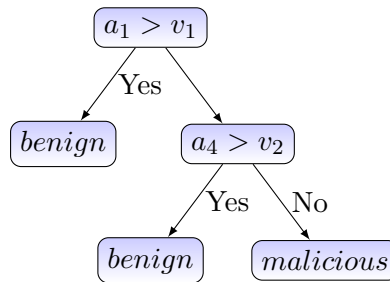 a₁ > v₁
Yes
benign
a₄ > v₂
Yes No
benign
malicious